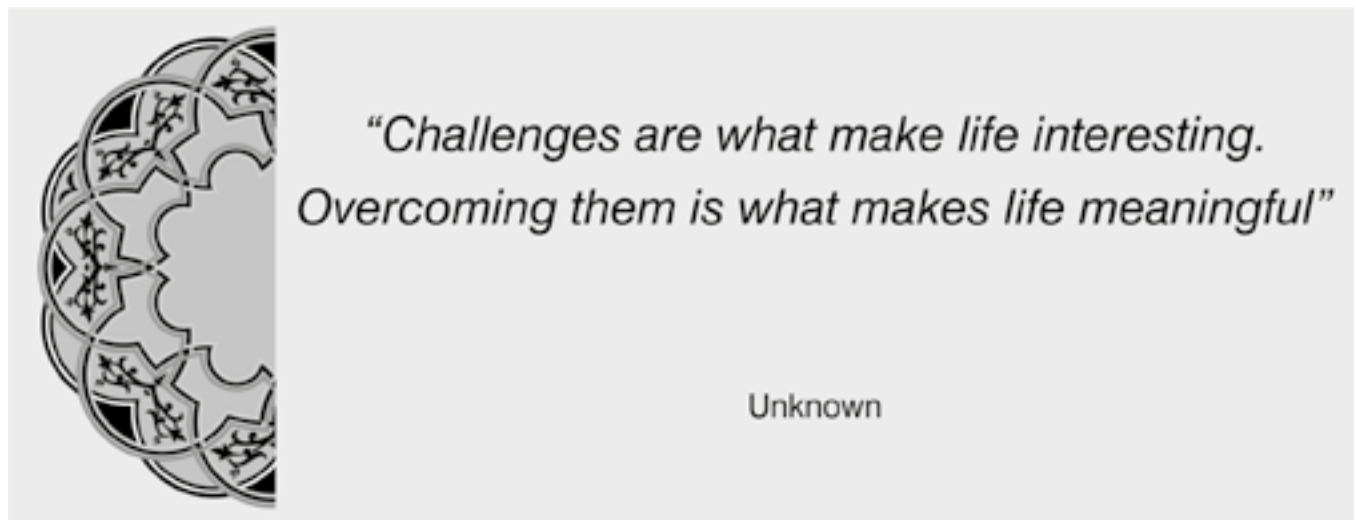 “Challenges are what make life interesting.
Overcoming them is what makes life meaningful”
Unknown